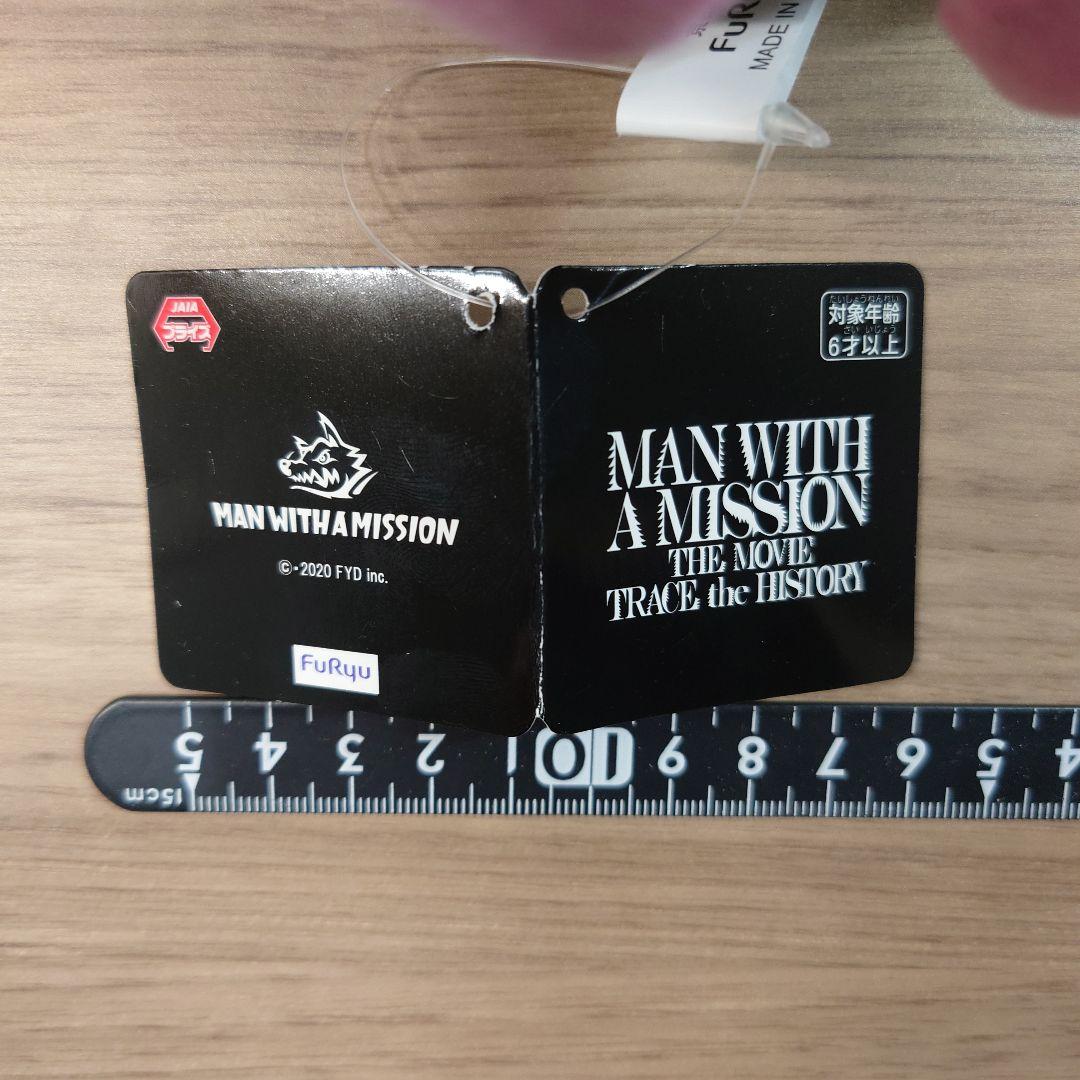 FuR
MADE IN
JAIA
プライズ
MAN WITH A MISSION
©・2020 FYD inc.
FuRyu
たいしょうねんれい
対象年齢
さい いじょう
6才以上
MAN WITH
A MISSION
THE MOVIE
TRACE the HISTORY
5 4 3 2 1 10 9 8 7 6 5 4
15cm